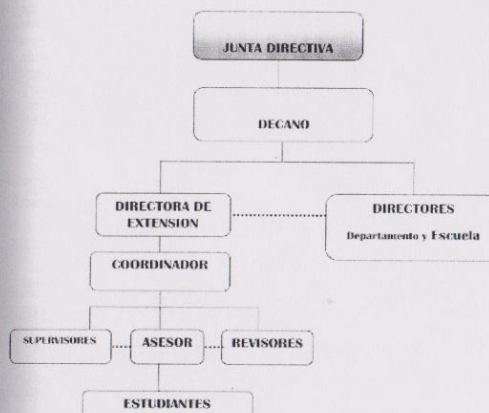 JUNTA DIRECTIVA
DECANO
DIRECTORA DE
EXTENSION
DIRECTORES
Departamento y Escuela
COORDINADOR
SUPERVISORES
ASESOR
REVISORES
ESTUDIANTES